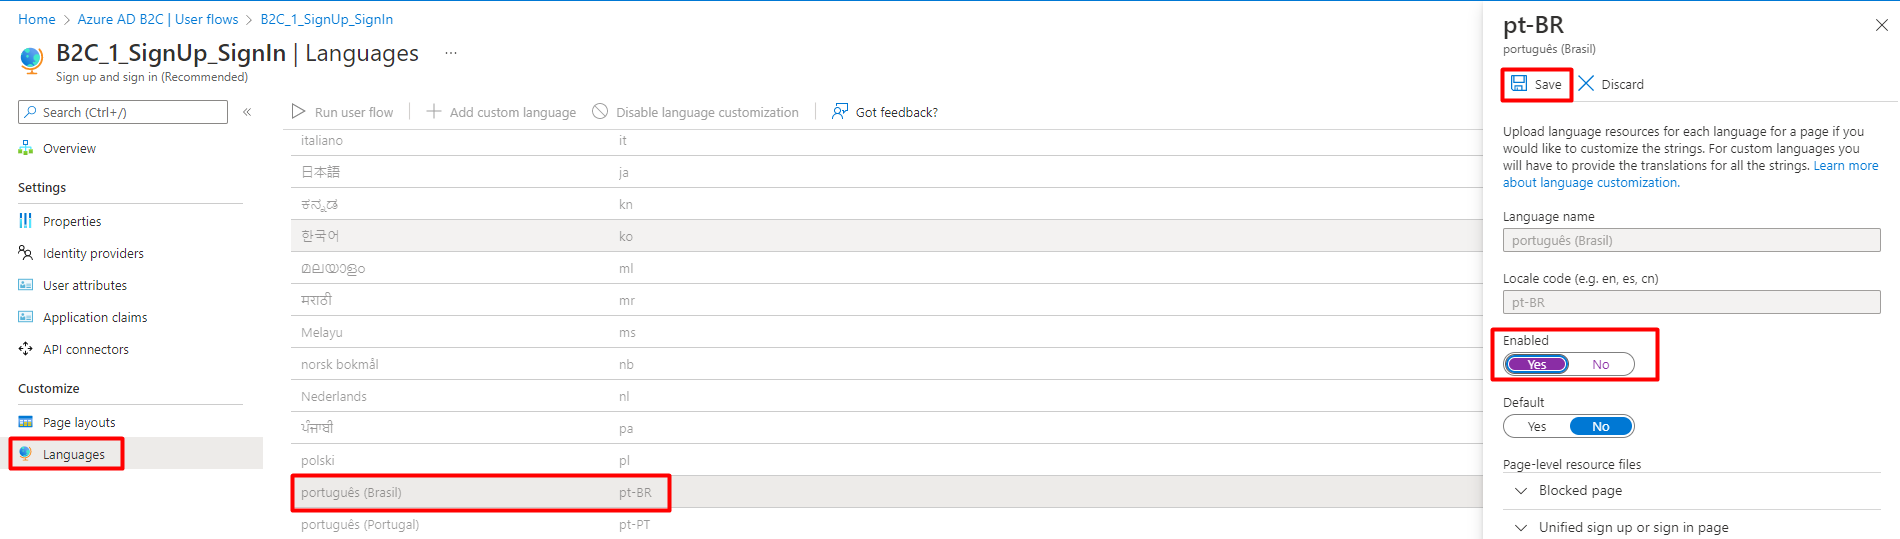 Home > Azure AD B2C | User flows > B2C_1_SignUp_SignIn
B2C_1_SignUp_SignIn | Languages ...
Sign up and sign in (Recommended)
Search (Ctrl+/) «
Overview
Settings
Properties
Identity providers
User attributes
Application claims
API connectors
Customize
Page layouts
Languages
Run user flow
Add custom language
Disable language customization
Got feedback?
italiano it
日本語 ja
ಕನ್ನಡ kn
한국어 ko
മലയാളം ml
मराठी mr
Melayu ms
norsk bokmål nb
Nederlands nl
ਪੰਜਾਬੀ pa
polski pl
português (Brasil) pt-BR
português (Portugal) pt-PT
pt-BR
português (Brasil)
Save Discard
Upload language resources for each language for a page if you
would like to customize the strings. For custom languages you
will have to provide the translations for all the strings. Learn more
about language customization.
Language name
português (Brasil)
Locale code (e.g. en, es, cn)
pt-BR
Enabled
Yes No
Default
Yes No
Page-level resource files
Blocked page
Unified sign up or sign in page